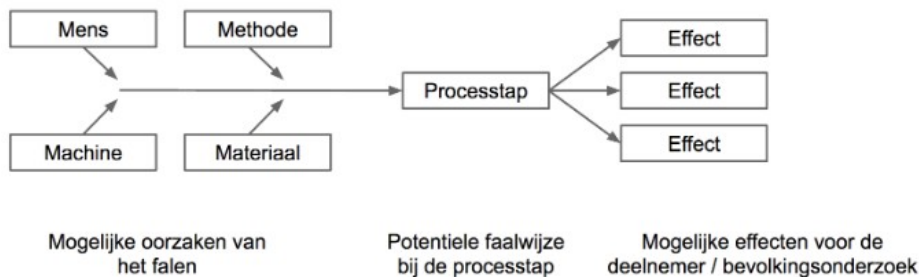 Mens
Methode
Effect
Processtap
Effect
Machine
Materiaal
Effect
Mogelijke oorzaken van
het falen
Potentiele faalwijze
bij de processtap
Mogelijke effecten voor de
deelnemer / bevolkingsonderzoek